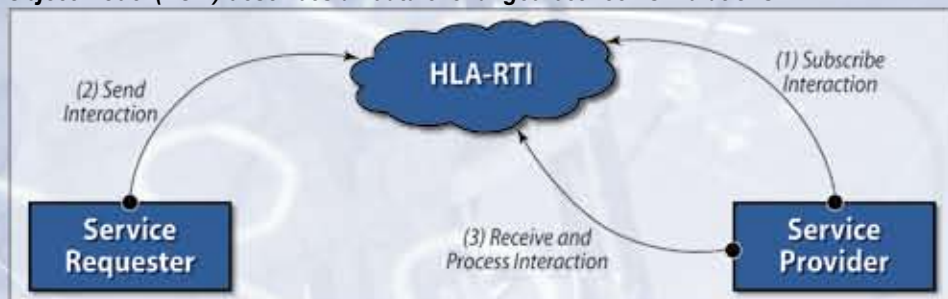 HLA-RTI
(1) Subscribe
Interaction
(2) Send
Interaction
Service
Requester
(3) Receive and
Process Interaction
Service
Provider